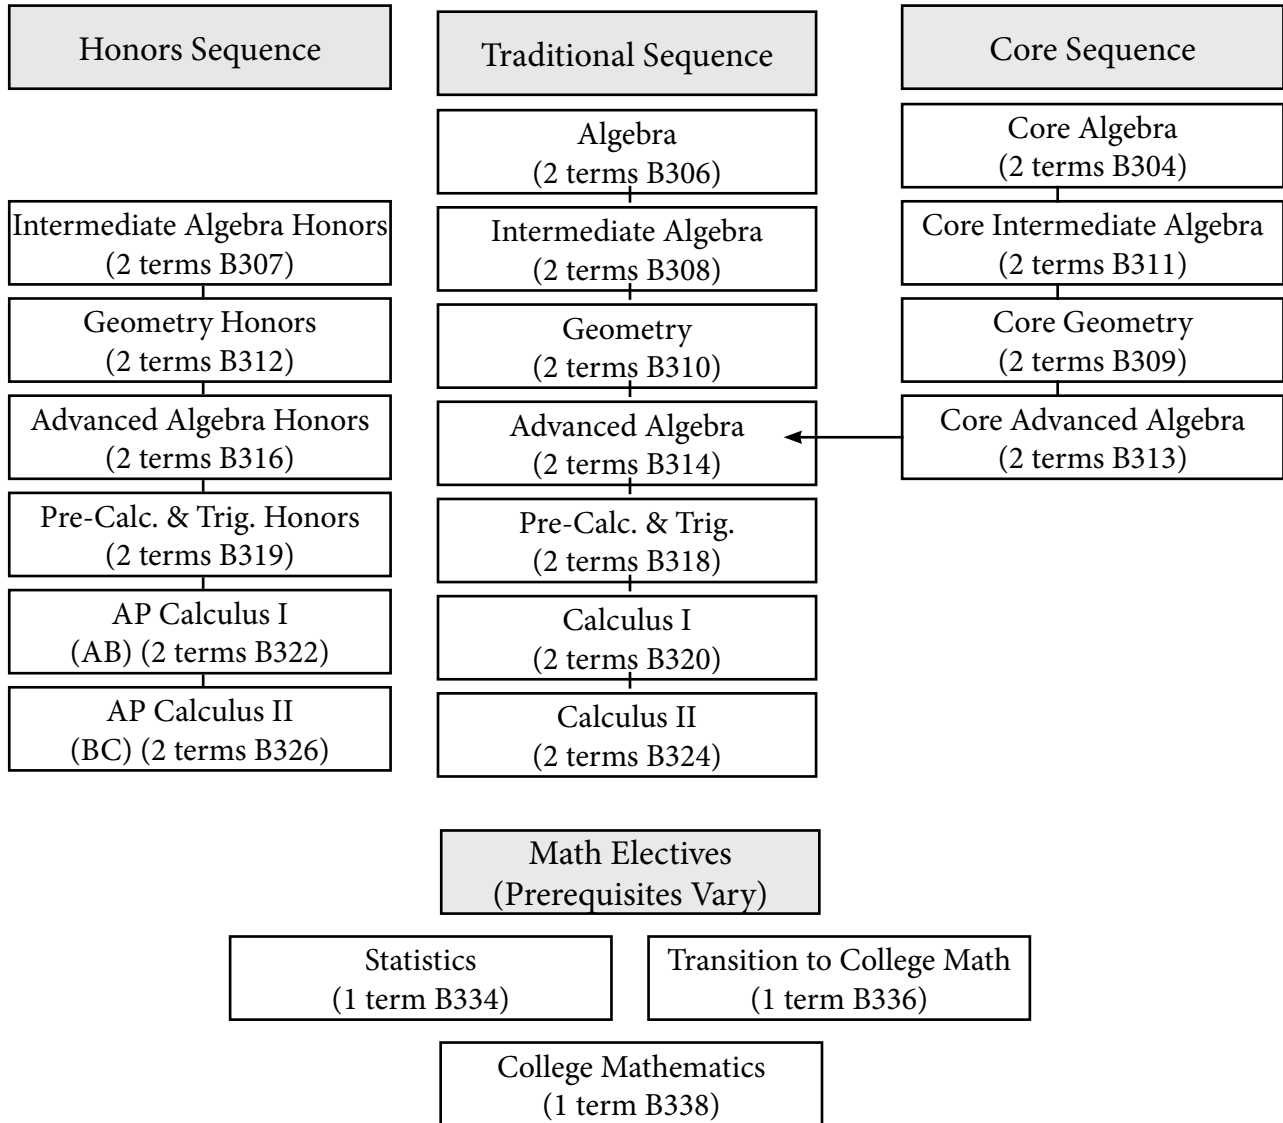 Honors Sequence
Intermediate Algebra Honors
(2 terms B307)
Geometry Honors
(2 terms B312)
Advanced Algebra Honors
(2 terms B316)
Pre-Calc. & Trig. Honors
(2 terms B319)
AP Calculus I
(AB) (2 terms B322)
AP Calculus II
(BC) (2 terms B326)
Traditional Sequence
Algebra
(2 terms B306)
Intermediate Algebra
(2 terms B308)
Geometry
(2 terms B310)
Advanced Algebra
(2 terms B314)
Pre-Calc. & Trig.
(2 terms B318)
Calculus I
(2 terms B320)
Calculus II
(2 terms B324)
Core Sequence
Core Algebra
(2 terms B304)
Core Intermediate Algebra
(2 terms B311)
Core Geometry
(2 terms B309)
Core Advanced Algebra
(2 terms B313)
Math Electives
(Prerequisites Vary)
Statistics
(1 term B334)
Transition to College Math
(1 term B336)
College Mathematics
(1 term B338)